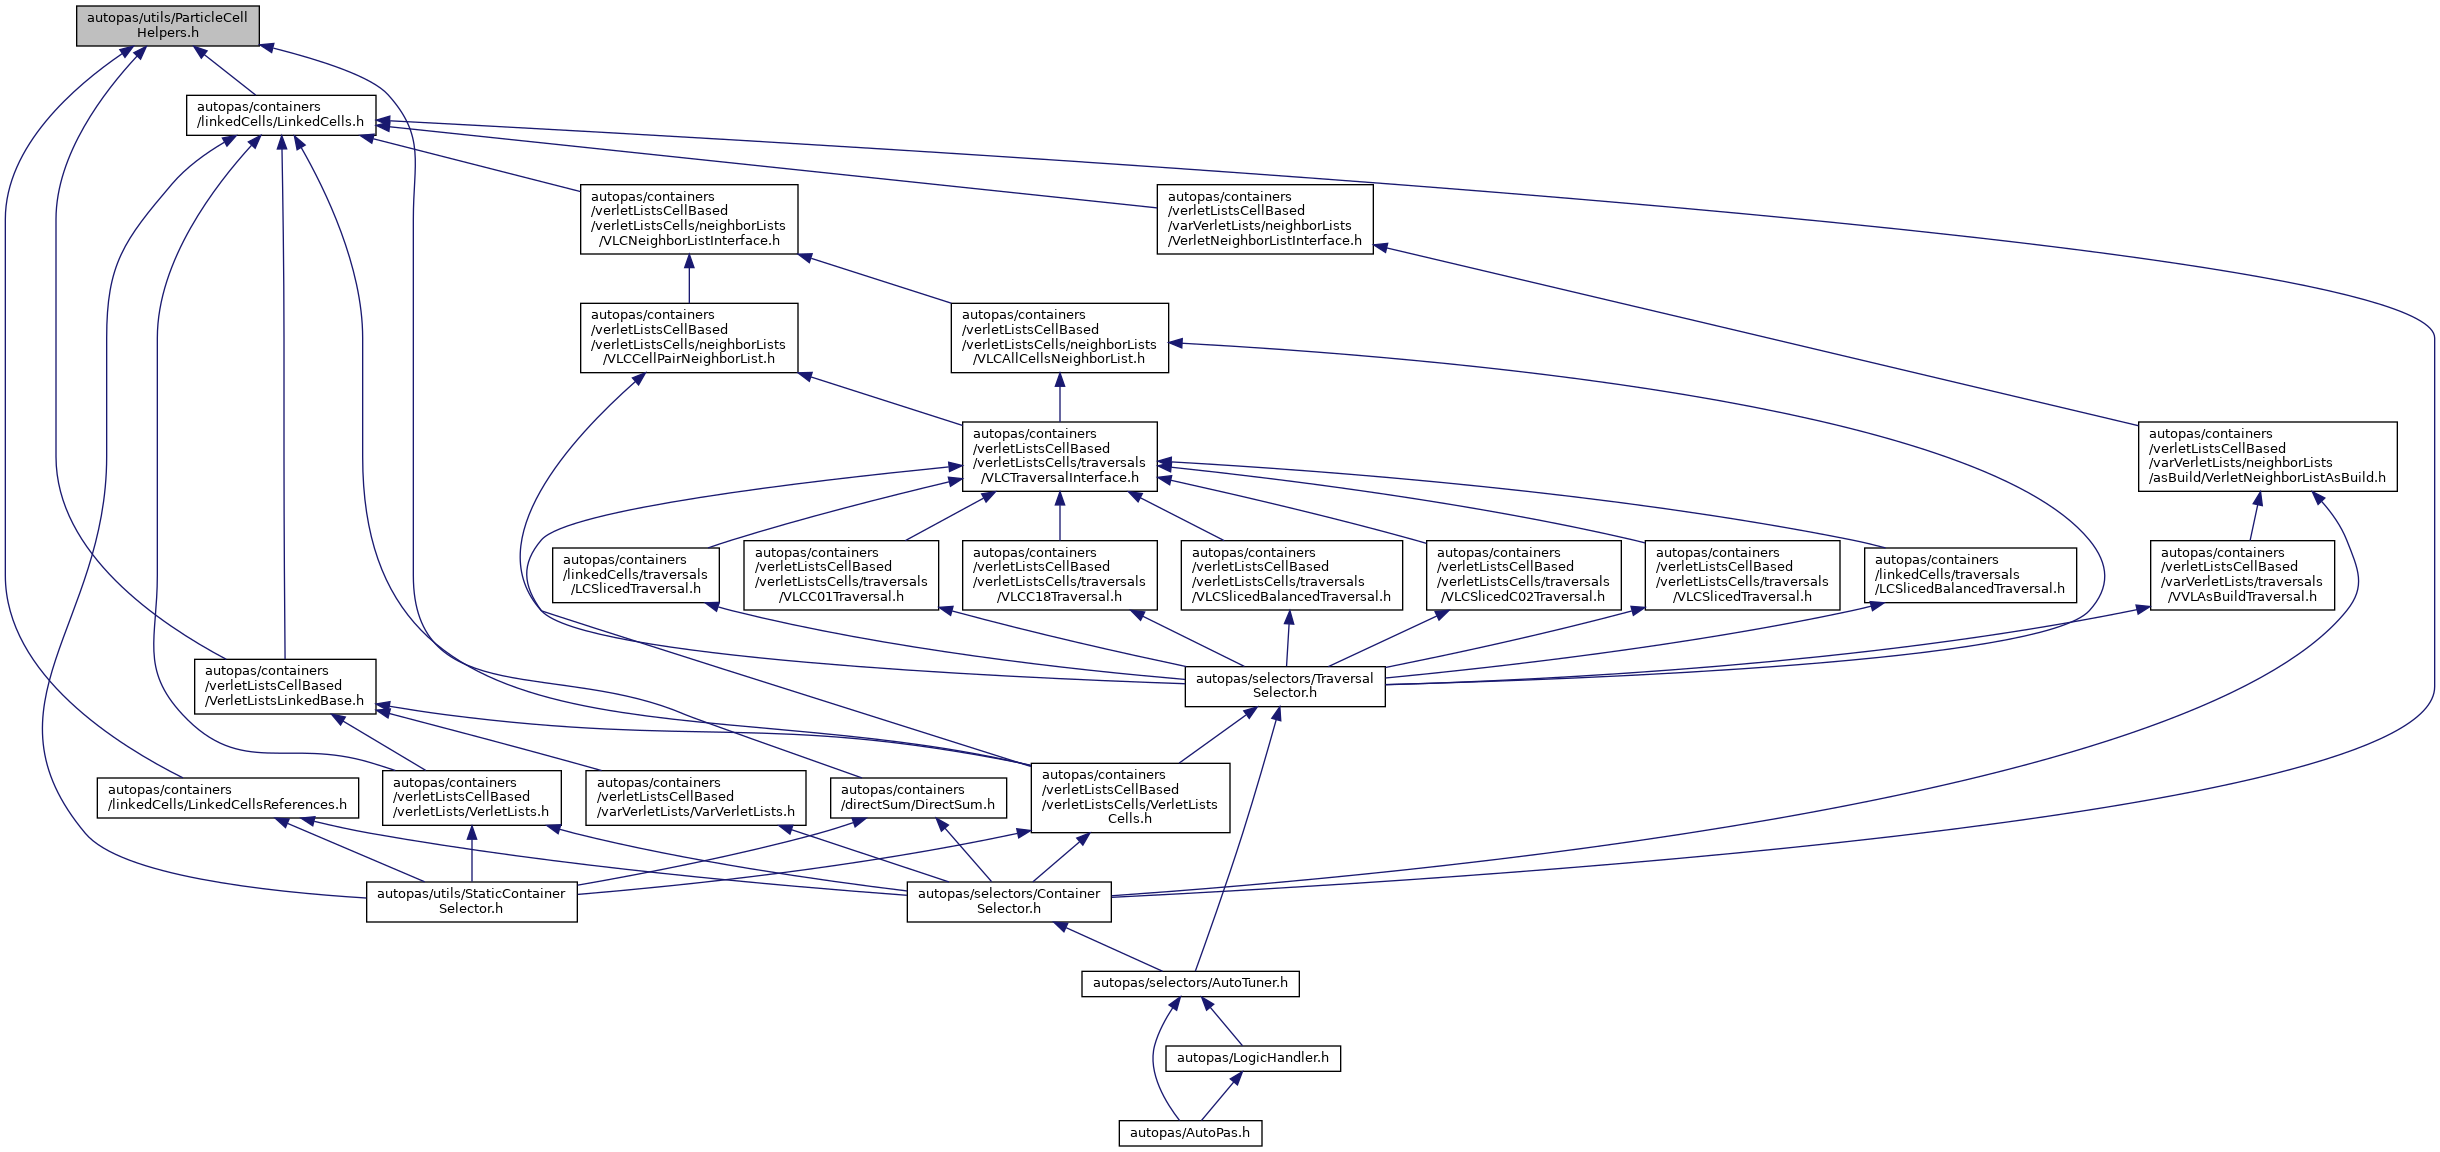 autopas/utils/ParticleCell
Helpers.h
autopas/containers
/linkedCells/LinkedCells.h
autopas/containers
/verletListsCellBased
/verletListsCells/neighborLists
/VLCNeighborListInterface.h
autopas/containers
/verletListsCellBased
/varVerletLists/neighborLists
/VerletNeighborListInterface.h
autopas/containers
/verletListsCellBased
/verletListsCells/neighborLists
/VLCCellPairNeighborList.h
autopas/containers
/verletListsCellBased
/verletListsCells/neighborLists
/VLCAllCellsNeighborList.h
autopas/containers
/verletListsCellBased
/verletListsCells/traversals
/VLCTraversalInterface.h
autopas/containers
/verletListsCellBased
/varVerletLists/neighborLists
/asBuild/VerletNeighborListAsBuild.h
autopas/containers
/linkedCells/traversals
/LCSlicedTraversal.h
autopas/containers
/verletListsCellBased
/verletListsCells/traversals
/VLCC01Traversal.h
autopas/containers
/verletListsCellBased
/verletListsCells/traversals
/VLCC18Traversal.h
autopas/containers
/verletListsCellBased
/verletListsCells/traversals
/VLCSlicedBalancedTraversal.h
autopas/containers
/verletListsCellBased
/verletListsCells/traversals
/VLCSlicedC02Traversal.h
autopas/containers
/verletListsCellBased
/verletListsCells/traversals
/VLCSlicedTraversal.h
autopas/containers
/linkedCells/traversals
/LCSlicedBalancedTraversal.h
autopas/containers
/verletListsCellBased
/varVerletLists/traversals
/VVLAsBuildTraversal.h
autopas/containers
/verletListsCellBased
/VerletListsLinkedBase.h
autopas/selectors/Traversal
Selector.h
autopas/containers
/linkedCells/LinkedCellsReferences.h
autopas/containers
/verletListsCellBased
/verletLists/VerletLists.h
autopas/containers
/verletListsCellBased
/varVerletLists/VarVerletLists.h
autopas/containers
/directSum/DirectSum.h
autopas/containers
/verletListsCellBased
/verletListsCells/VerletLists
Cells.h
autopas/utils/StaticContainer
Selector.h
autopas/selectors/Container
Selector.h
autopas/selectors/AutoTuner.h
autopas/LogicHandler.h
autopas/AutoPas.h